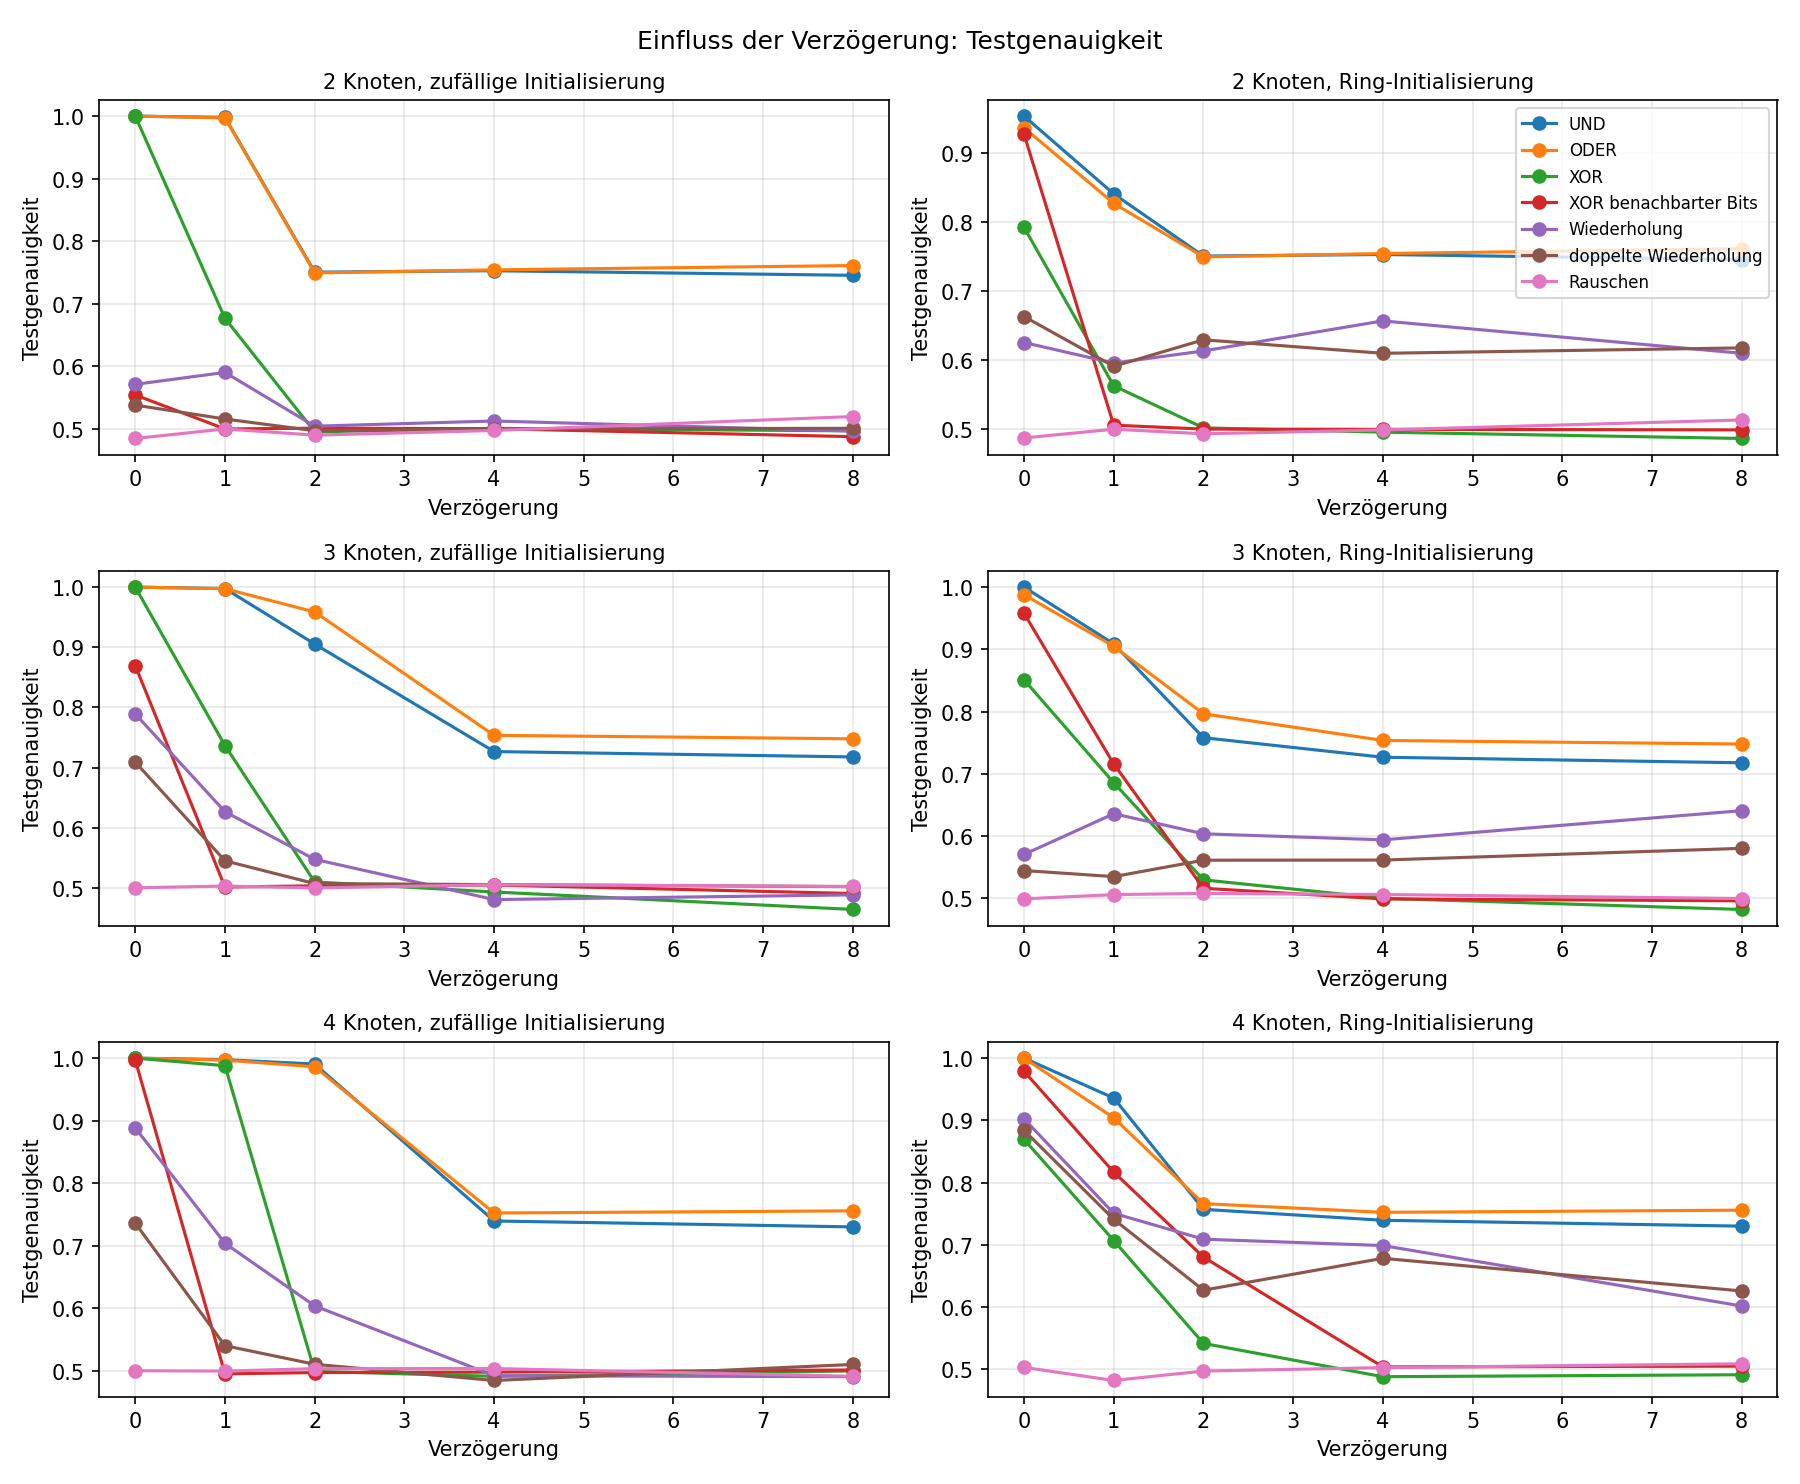 Einfluss der Verzögerung: Testgenauigkeit
2 Knoten, zufällige Initialisierung
1.0
0.9
0.8
0.7
0.6
0.5
Testgenauigkeit
0 1 2 3 4 5 6 7 8
Verzögerung
2 Knoten, Ring-Initialisierung
0.9
0.8
0.7
0.6
0.5
Testgenauigkeit
UND
ODER
XOR
XOR benachbarter Bits
Wiederholung
doppelte Wiederholung
Rauschen
0 1 2 3 4 5 6 7 8
Verzögerung
3 Knoten, zufällige Initialisierung
1.0
0.9
0.8
0.7
0.6
0.5
Testgenauigkeit
0 1 2 3 4 5 6 7 8
Verzögerung
3 Knoten, Ring-Initialisierung
1.0
0.9
0.8
0.7
0.6
0.5
Testgenauigkeit
0 1 2 3 4 5 6 7 8
Verzögerung
4 Knoten, zufällige Initialisierung
1.0
0.9
0.8
0.7
0.6
0.5
Testgenauigkeit
0 1 2 3 4 5 6 7 8
Verzögerung
4 Knoten, Ring-Initialisierung
1.0
0.9
0.8
0.7
0.6
0.5
Testgenauigkeit
0 1 2 3 4 5 6 7 8
Verzögerung